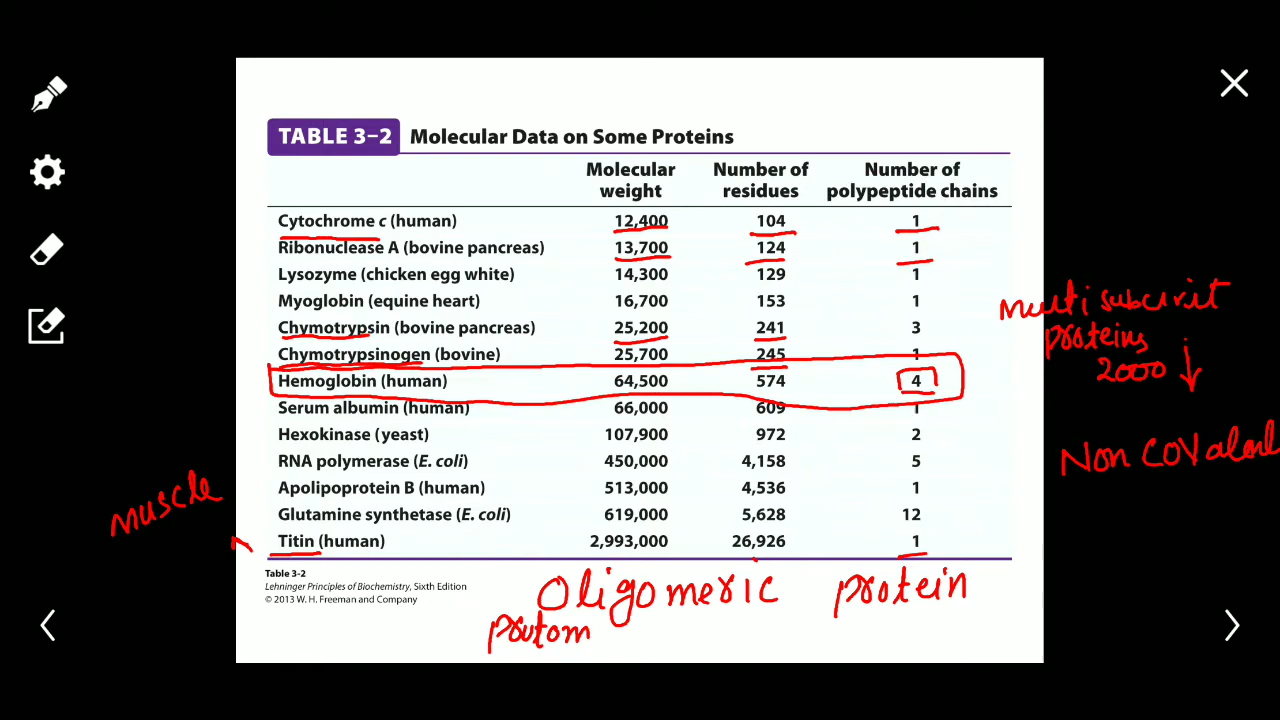 TABLE 3–2 Molecular Data on Some Proteins
Molecular weight Number of residues Number of polypeptide chains
Cytochrome c (human) 12,400 104 1
Ribonuclease A (bovine pancreas) 13,700 124 1
Lysozyme (chicken egg white) 14,300 129 1
Myoglobin (equine heart) 16,700 153 1
Chymotrypsin (bovine pancreas) 25,200 241 3
Chymotrypsinogen (bovine) 25,700 245 1
Hemoglobin (human) 64,500 574 4
Serum albumin (human) 66,000 609 1
Hexokinase (yeast) 107,900 972 2
RNA polymerase (E. coli) 450,000 4,158 5
Apolipoprotein B (human) 513,000 4,536 1
Glutamine synthetase (E. coli) 619,000 5,628 12
Titin (human) 2,993,000 26,926 1
Table 3-2
Lehninger Principles of Biochemistry, Sixth Edition
© 2013 W. H. Freeman and Company
Multi subunit
proteins
2000
Non covalent
muscle
Oligomeric protein
protom